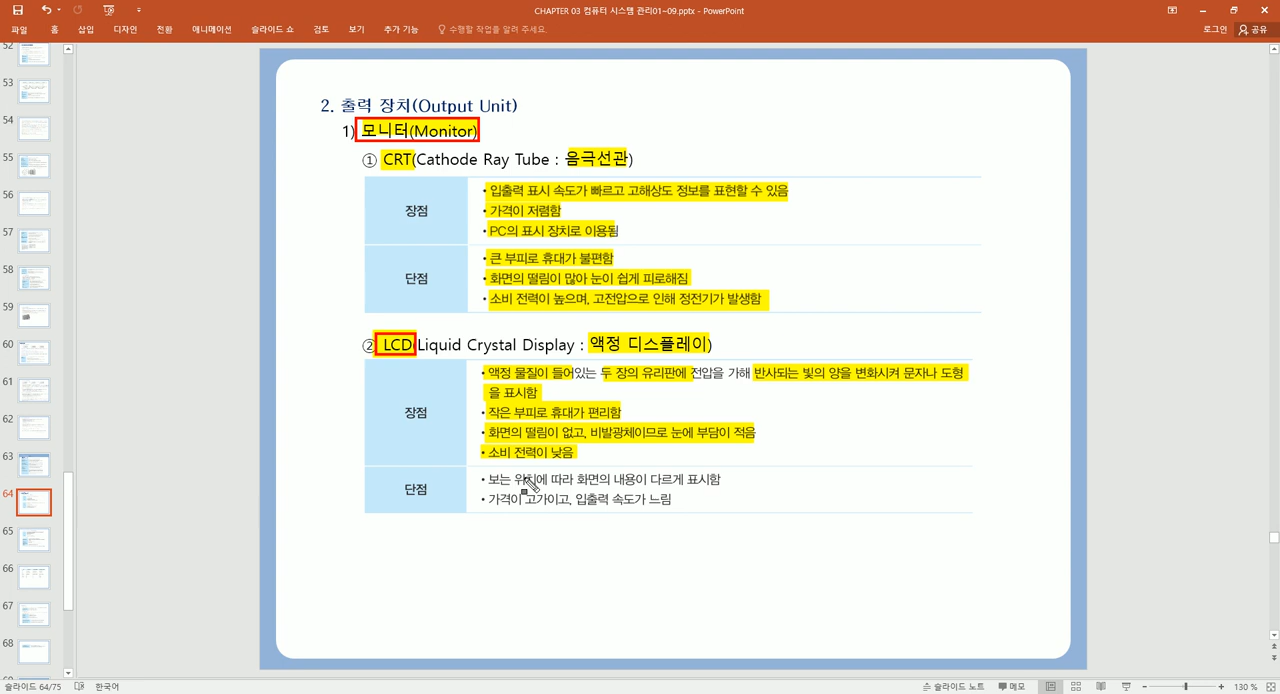 CHAPTER 03 컴퓨터 시스템 관리01~09.pptx - PowerPoint
파일 홈 삽입 디자인 전환 애니메이션 슬라이드 쇼 검토 보기 추가 기능 수행할 작업을 알려 주세요. 로그인 공유
52
53
54
55
56
57
58
59
60
61
62
63
64
65
66
67
68
2. 출력 장치(Output Unit)
1) 모니터(Monitor)
① CRT(Cathode Ray Tube : 음극선관)
장점
• 입출력 표시 속도가 빠르고 고해상도 정보를 표현할 수 있음
• 가격이 저렴함
• PC의 표시 장치로 이용됨
단점
• 큰 부피로 휴대가 불편함
• 화면의 떨림이 많아 눈이 쉽게 피로해짐
• 소비 전력이 높으며, 고전압으로 인해 정전기가 발생함
② LCD(Liquid Crystal Display : 액정 디스플레이)
장점
• 액정 물질이 들어있는 두 장의 유리판에 전압을 가해 반사되는 빛의 양을 변화시켜 문자나 도형
을 표시함
• 작은 부피로 휴대가 편리함
• 화면의 떨림이 없고, 비발광체이므로 눈에 부담이 적음
• 소비 전력이 낮음
단점
• 보는 위치에 따라 화면의 내용이 다르게 표시함
• 가격이 고가이고, 입출력 속도가 느림
슬라이드 64/75 한국어 슬라이드 노트 메모 130 %